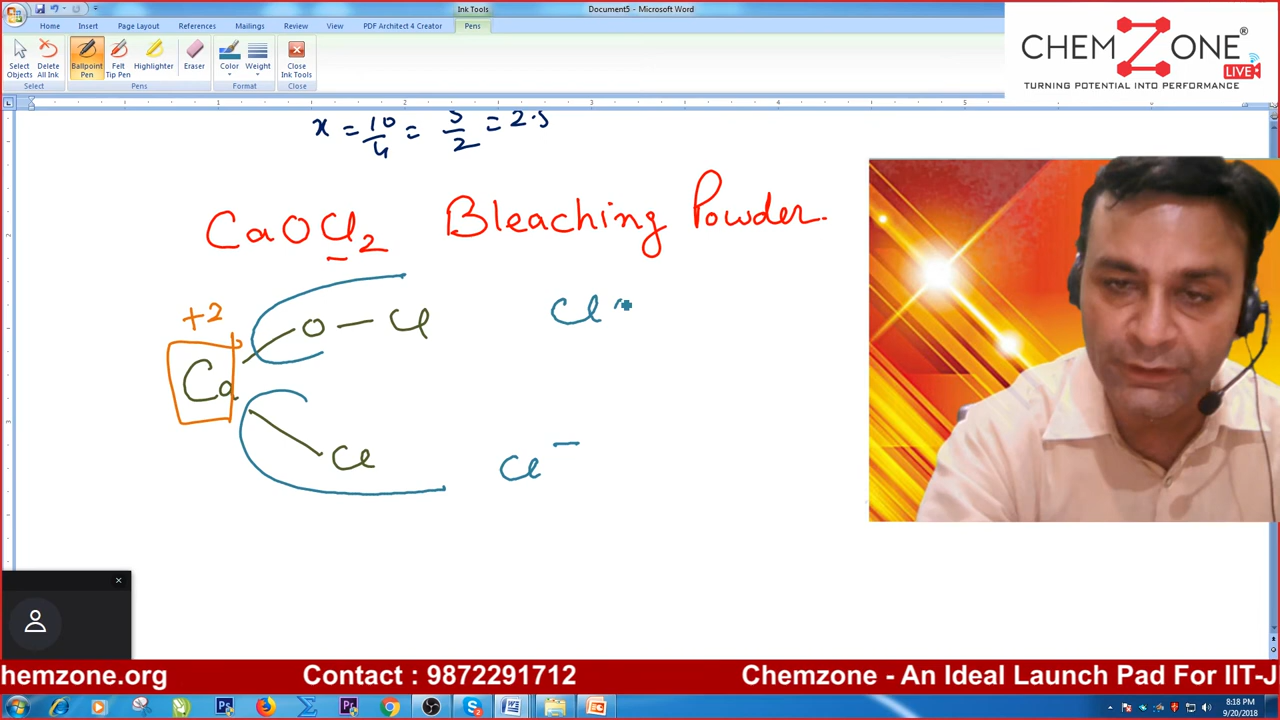 Ink Tools
Document5 - Microsoft Word
Home Insert Page Layout References Mailings Review View PDF Architect 4 Creator Pens
Select Objects
Delete All Ink
Ballpoint Pen
Felt Tip Pen
Highlighter
Eraser
Color
Weight
Close Ink Tools
Select Pens Format Close
CHEMZONE®
LIVE
TURNING POTENTIAL INTO PERFORMANCE
x = 10/4 = 5/2 = 2.5
CaOCl2 Bleaching Powder.
+2
O — Cl
Cl
Ca
Cl
Cl –
hemzone.org Contact : 9872291712 Chemzone - An Ideal Launch Pad For IIT-J
8:18 PM
9/20/2018